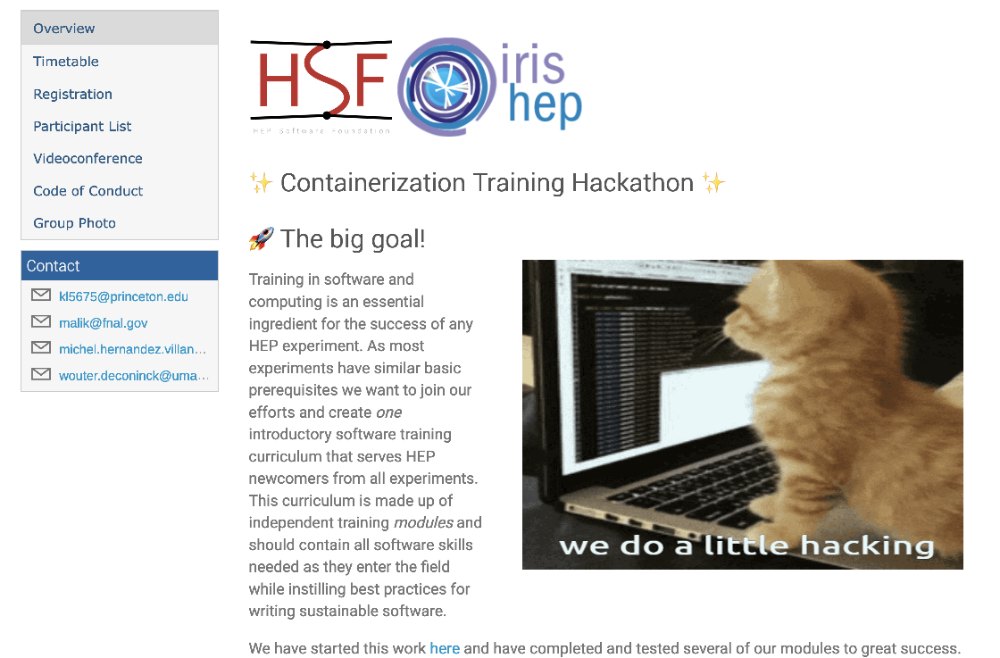 Overview
Timetable
Registration
Participant List
Videoconference
Code of Conduct
Group Photo
Contact
kl5675@princeton.edu
malik@fnal.gov
michel.hernandez.villan...
wouter.deconinck@uma...
HSF
HEP Software Foundation
iris
hep
✨ Containerization Training Hackathon ✨
🚀 The big goal!
Training in software and
computing is an essential
ingredient for the success of any
HEP experiment. As most
experiments have similar basic
prerequisites we want to join our
efforts and create one
introductory software training
curriculum that serves HEP
newcomers from all experiments.
This curriculum is made up of
independent training modules and
should contain all software skills
needed as they enter the field
while instilling best practices for
writing sustainable software.
we do a little hacking
We have started this work here and have completed and tested several of our modules to great success.